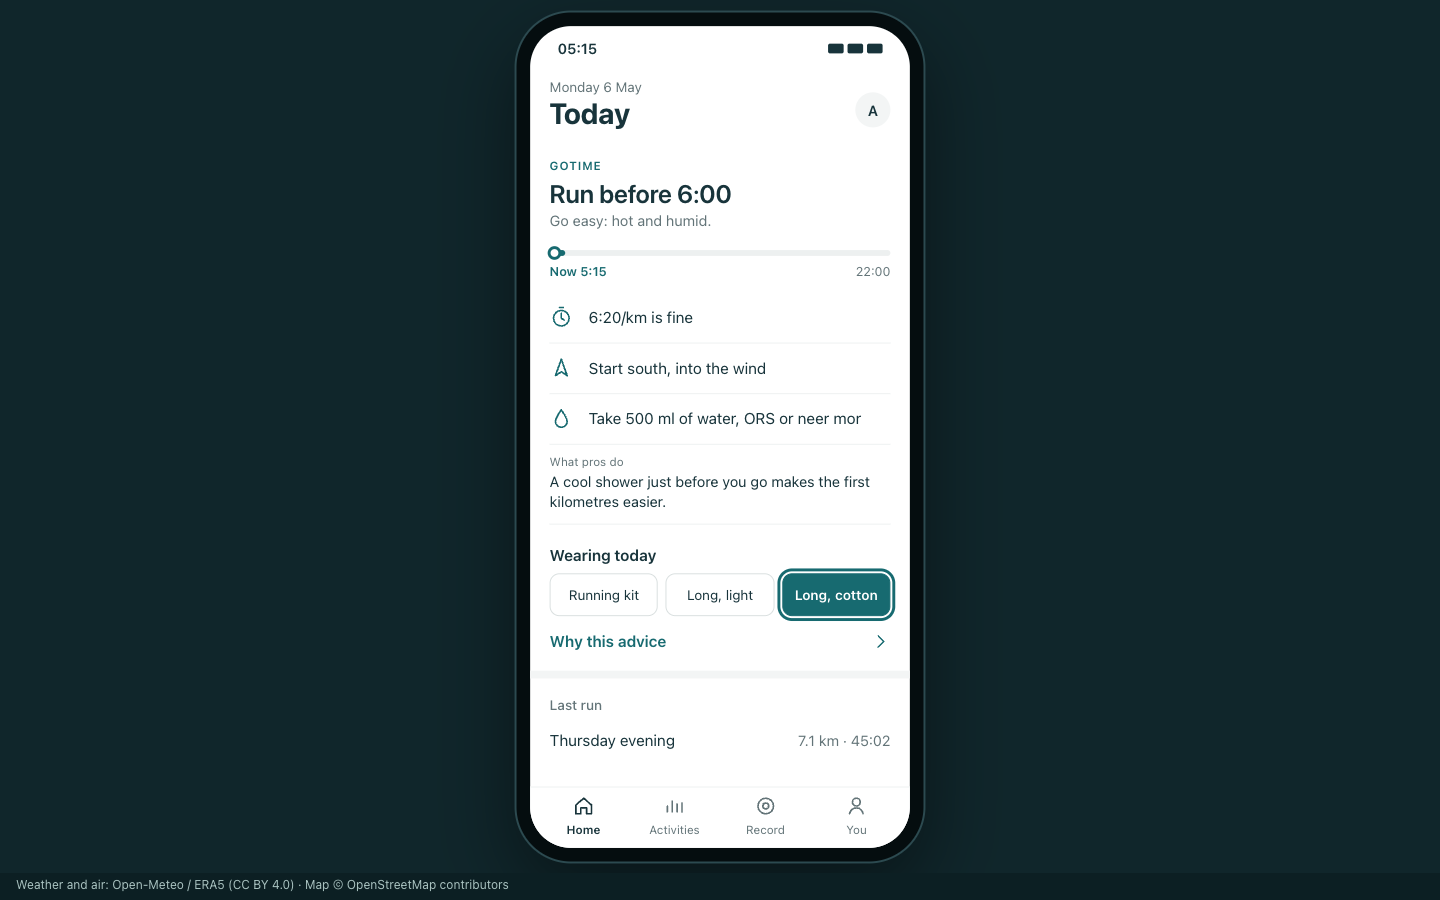 05:15
Monday 6 May
Today
A
GOTIME
Run before 6:00
Go easy: hot and humid.
Now 5:15
22:00
6:20/km is fine
Start south, into the wind
Take 500 ml of water, ORS or neer mor
What pros do
A cool shower just before you go makes the first
kilometres easier.
Wearing today
Running kit
Long, light
Long, cotton
Why this advice
Last run
Thursday evening
7.1 km · 45:02
Home
Activities
Record
You
Weather and air: Open-Meteo / ERA5 (CC BY 4.0) · Map © OpenStreetMap contributors